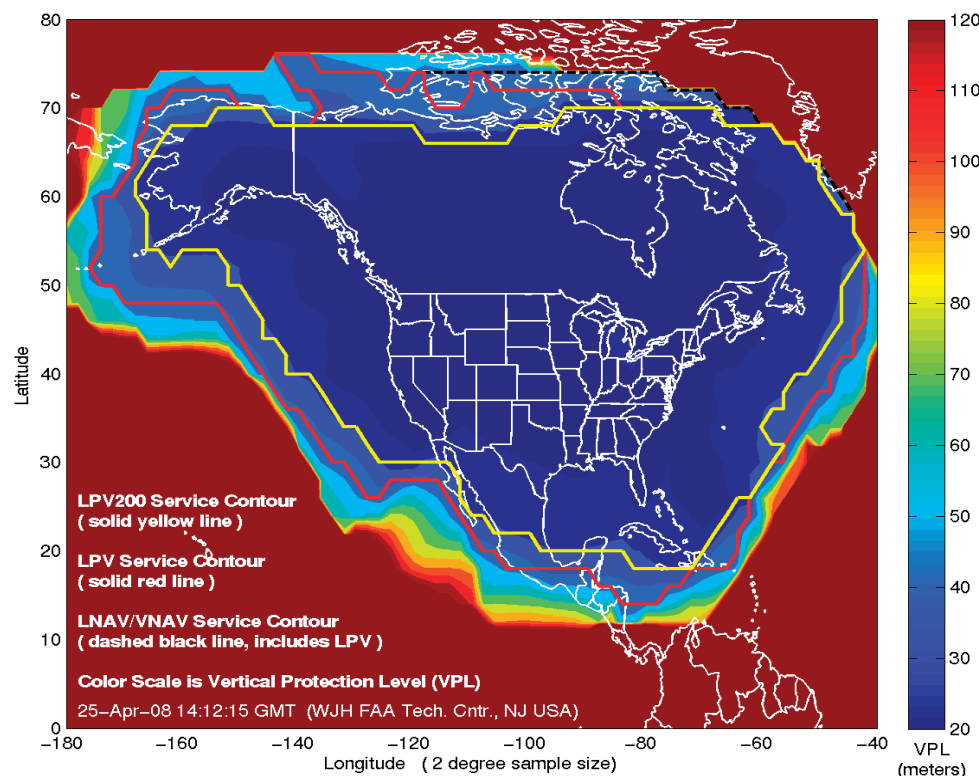 80
70
60
50
40
30
20
10
0
Latitude
LPV200 Service Contour
( solid yellow line )
LPV Service Contour
(solid red line )
LNAV/VNAV Service Contour
( dashed black line, includes LPV )
Color Scale is Vertical Protection Level (VPL)
25-Apr-08 14:12:15 GMT (WJH FAA Tech. Cntr., NJ USA)
-180 -160 -140 -120 -100 -80 -60 -40
Longitude ( 2 degree sample size)
120
110
100
90
80
70
60
50
40
30
20
VPL
(meters)